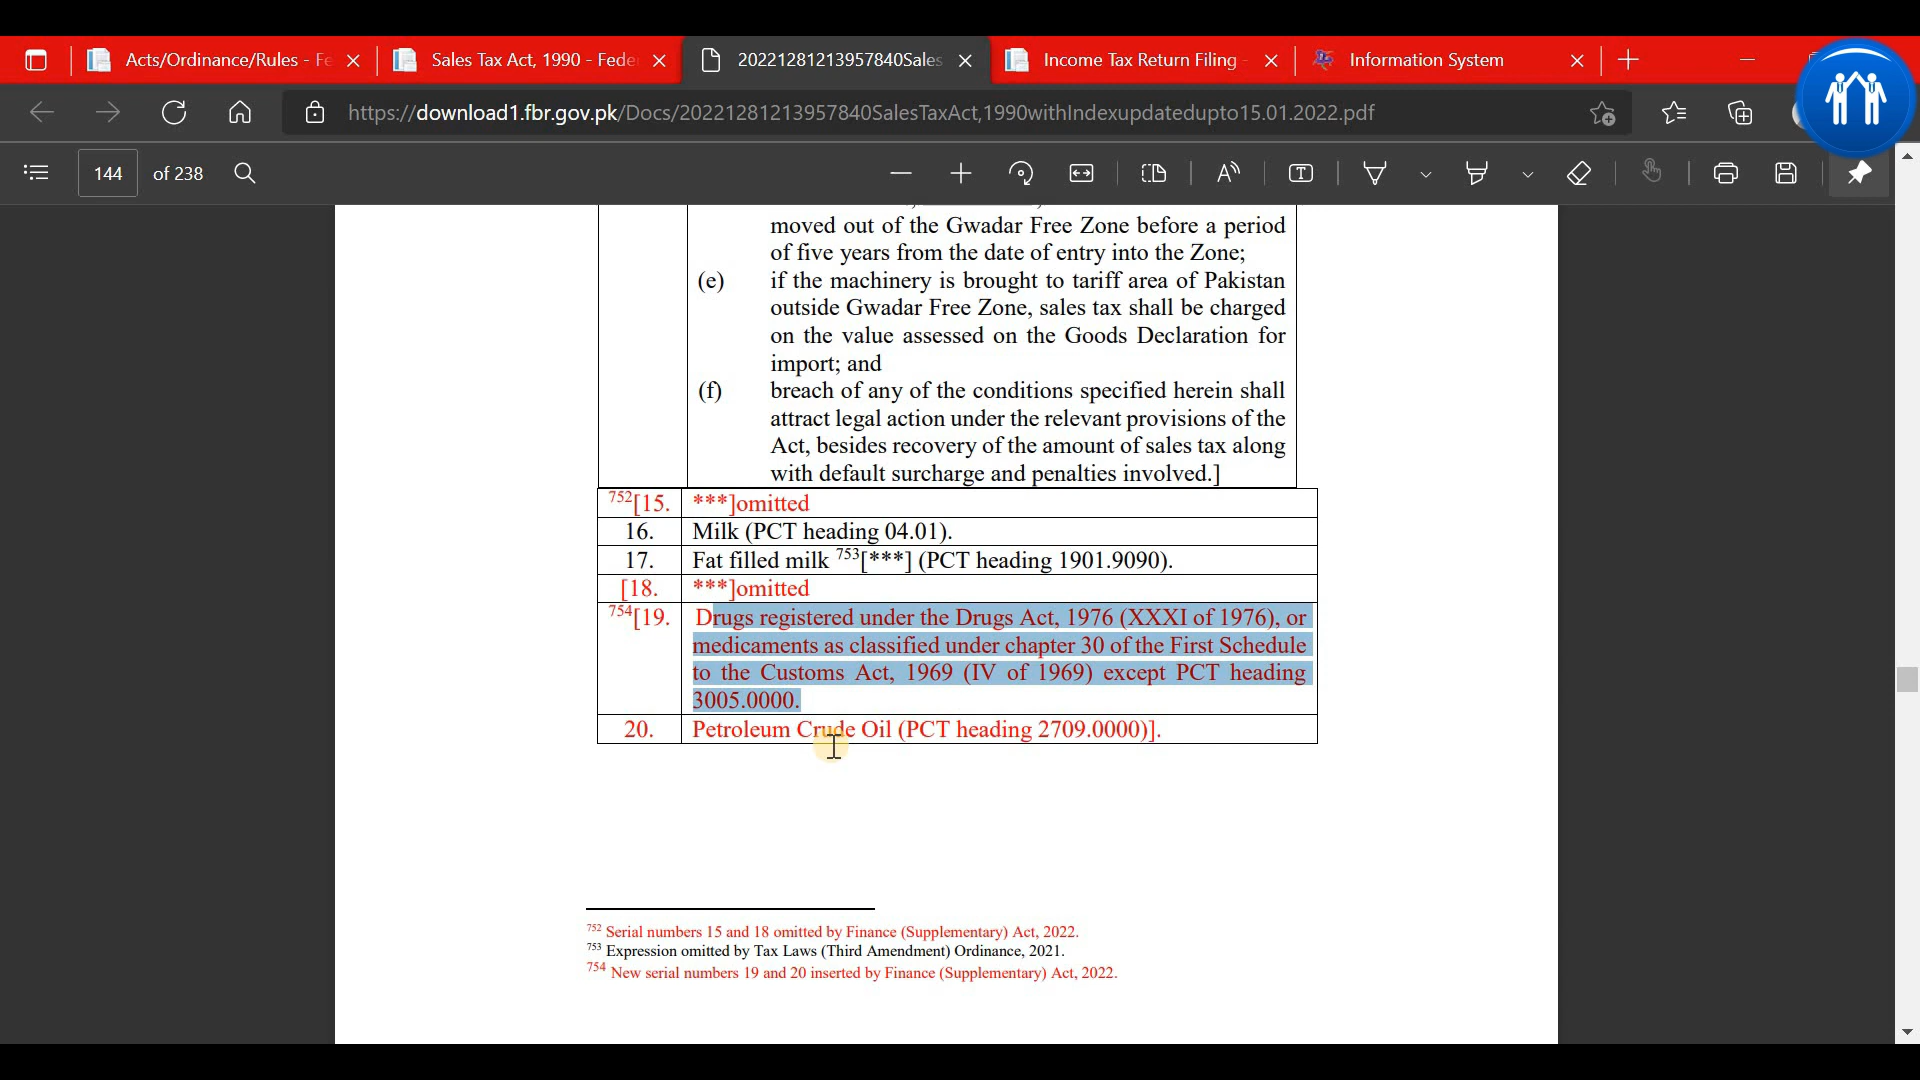 Acts/Ordinance/Rules - Fe
Sales Tax Act, 1990 - Fede
20221281213957840Sales
Income Tax Return Filing -
Information System
https://download1.fbr.gov.pk/Docs/20221281213957840SalesTaxAct,1990withIndexupdatedupto15.01.2022.pdf
144 of 238
moved out of the Gwadar Free Zone before a period
of five years from the date of entry into the Zone;
(e) if the machinery is brought to tariff area of Pakistan
outside Gwadar Free Zone, sales tax shall be charged
on the value assessed on the Goods Declaration for
import; and
(f) breach of any of the conditions specified herein shall
attract legal action under the relevant provisions of the
Act, besides recovery of the amount of sales tax along
with default surcharge and penalties involved.]
752[15. ***]omitted
16. Milk (PCT heading 04.01).
17. Fat filled milk 753[***] (PCT heading 1901.9090).
[18. ***]omitted
754[19. Drugs registered under the Drugs Act, 1976 (XXXI of 1976), or
medicaments as classified under chapter 30 of the First Schedule
to the Customs Act, 1969 (IV of 1969) except PCT heading
3005.0000.
20. Petroleum Crude Oil (PCT heading 2709.0000)].
752 Serial numbers 15 and 18 omitted by Finance (Supplementary) Act, 2022.
753 Expression omitted by Tax Laws (Third Amendment) Ordinance, 2021.
754 New serial numbers 19 and 20 inserted by Finance (Supplementary) Act, 2022.